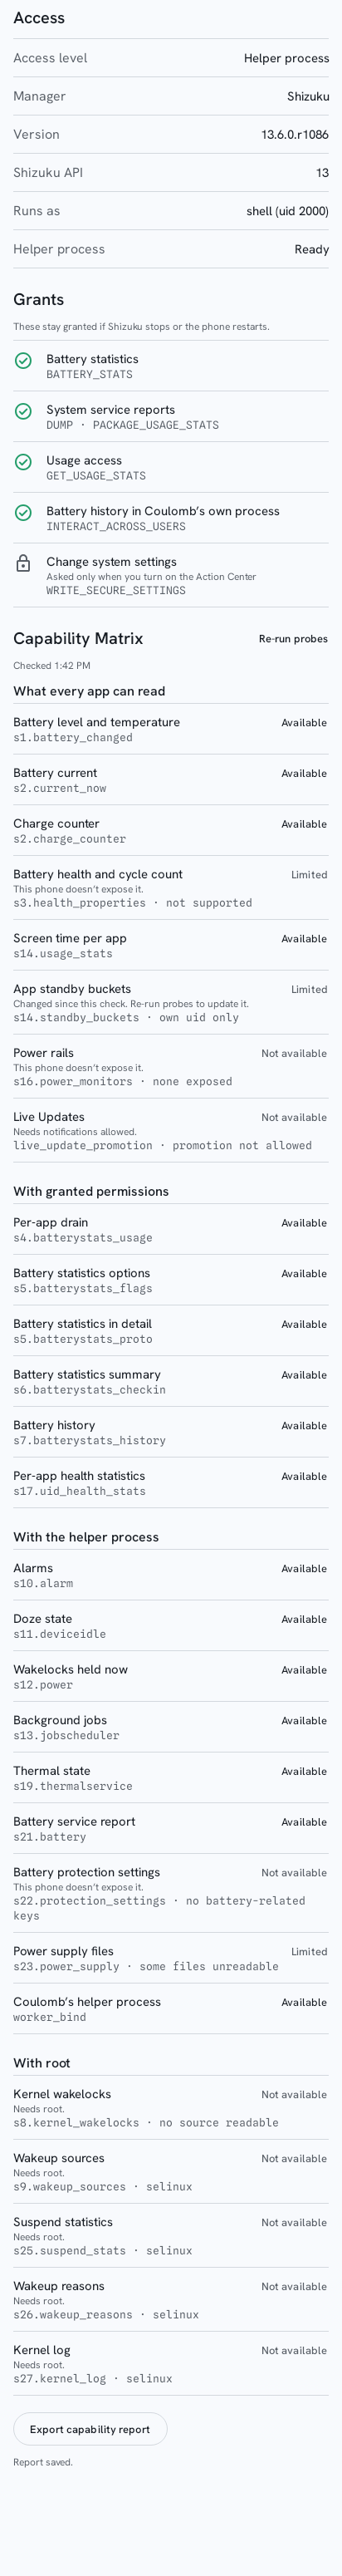 Access
Access level Helper process
Manager Shizuku
Version 13.6.0.r1086
Shizuku API 13
Runs as shell (uid 2000)
Helper process Ready
Grants
These stay granted if Shizuku stops or the phone restarts.
Battery statistics
BATTERY_STATS
System service reports
DUMP · PACKAGE_USAGE_STATS
Usage access
GET_USAGE_STATS
Battery history in Coulomb’s own process
INTERACT_ACROSS_USERS
Change system settings
Asked only when you turn on the Action Center
WRITE_SECURE_SETTINGS
Capability Matrix Re-run probes
Checked 1:42 PM
What every app can read
Battery level and temperature Available
s1.battery_changed
Battery current Available
s2.current_now
Charge counter Available
s2.charge_counter
Battery health and cycle count Limited
This phone doesn’t expose it.
s3.health_properties · not supported
Screen time per app Available
s14.usage_stats
App standby buckets Limited
Changed since this check. Re-run probes to update it.
s14.standby_buckets · own uid only
Power rails Not available
This phone doesn’t expose it.
s16.power_monitors · none exposed
Live Updates Not available
Needs notifications allowed.
live_update_promotion · promotion not allowed
With granted permissions
Per-app drain Available
s4.batterystats_usage
Battery statistics options Available
s5.batterystats_flags
Battery statistics in detail Available
s5.batterystats_proto
Battery statistics summary Available
s6.batterystats_checkin
Battery history Available
s7.batterystats_history
Per-app health statistics Available
s17.uid_health_stats
With the helper process
Alarms Available
s10.alarm
Doze state Available
s11.deviceidle
Wakelocks held now Available
s12.power
Background jobs Available
s13.jobscheduler
Thermal state Available
s19.thermalservice
Battery service report Available
s21.battery
Battery protection settings Not available
This phone doesn’t expose it.
s22.protection_settings · no battery-related
keys
Power supply files Limited
s23.power_supply · some files unreadable
Coulomb’s helper process Available
worker_bind
With root
Kernel wakelocks Not available
Needs root.
s8.kernel_wakelocks · no source readable
Wakeup sources Not available
Needs root.
s9.wakeup_sources · selinux
Suspend statistics Not available
Needs root.
s25.suspend_stats · selinux
Wakeup reasons Not available
Needs root.
s26.wakeup_reasons · selinux
Kernel log Not available
Needs root.
s27.kernel_log · selinux
Export capability report
Report saved.